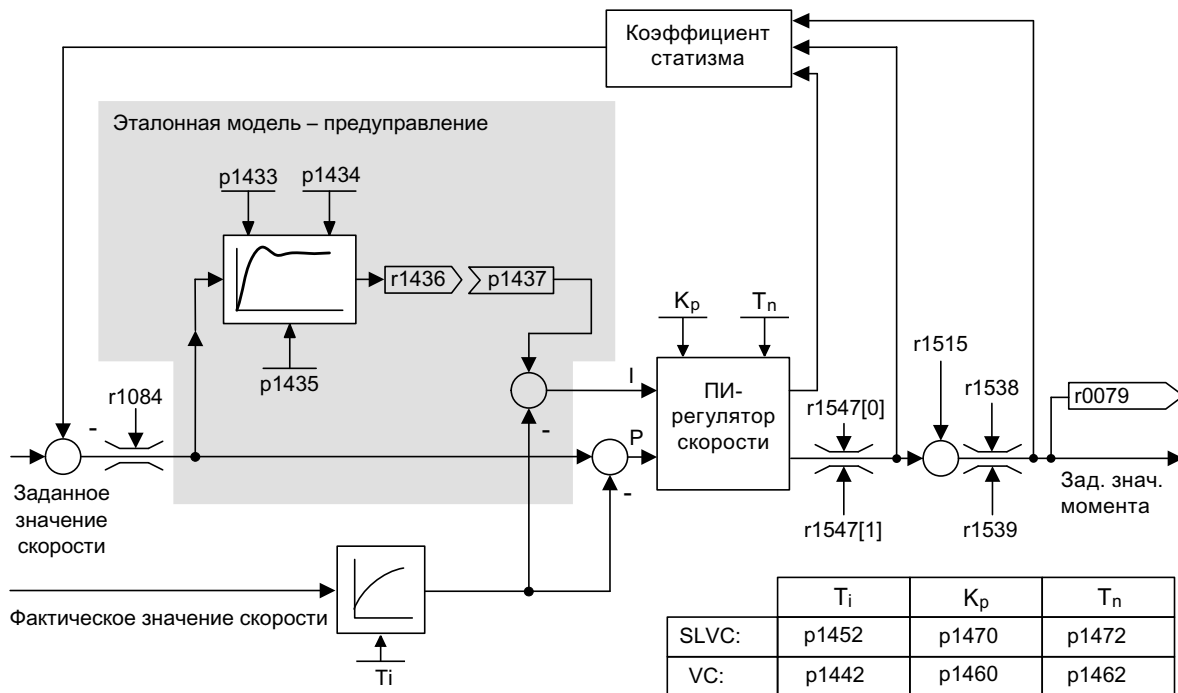 Коэффициент
статизма
Эталонная модель – предуправление
p1433
p1434
r1436
p1437
p1435
Kp
Tn
r1084
I
r1515
ПИ-
регулятор
скорости
r1547[0]
r1538
r0079
-
-
P
-
Заданное
значение
скорости
r1547[1]
r1539
Зад. знач.
момента
Фактическое значение скорости
Ti
Ti Kp Tn
SLVC: p1452 p1470 p1472
VC: p1442 p1460 p1462